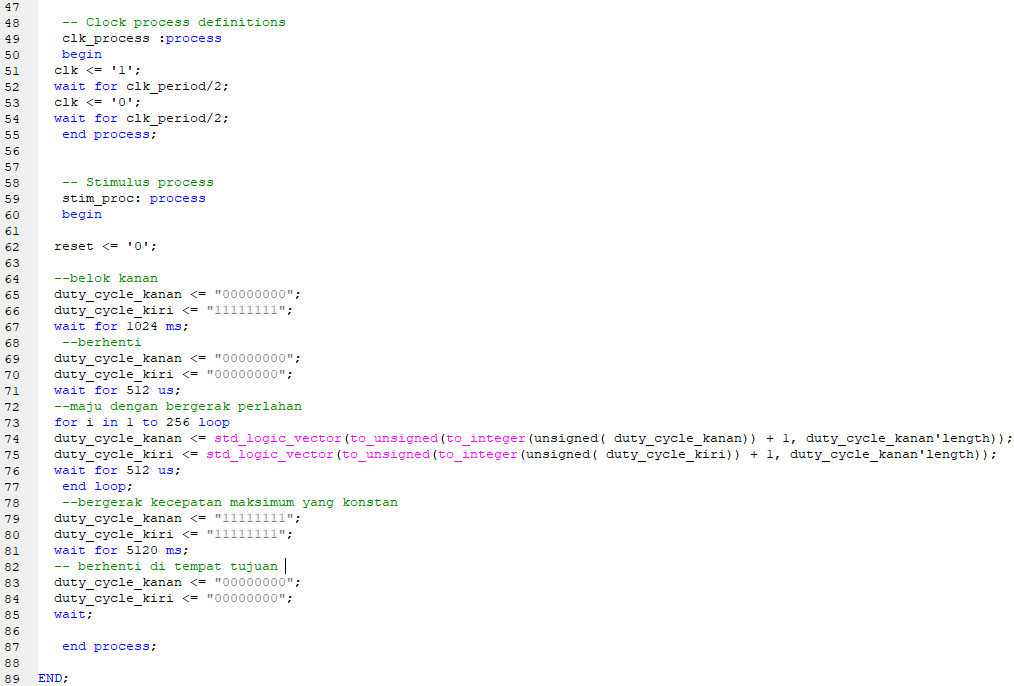 47
48 -- Clock process definitions
49 clk_process :process
50 begin
51 clk <= '1';
52 wait for clk_period/2;
53 clk <= '0';
54 wait for clk_period/2;
55 end process;
56
57
58 -- Stimulus process
59 stim_proc: process
60 begin
61
62 reset <= '0';
63
64 --belok kanan
65 duty_cycle_kanan <= "00000000";
66 duty_cycle_kiri <= "11111111";
67 wait for 1024 ms;
68 --berhenti
69 duty_cycle_kanan <= "00000000";
70 duty_cycle_kiri <= "00000000";
71 wait for 512 us;
72 --maju dengan bergerak perlahan
73 for i in 1 to 256 loop
74 duty_cycle_kanan <= std_logic_vector(to_unsigned(to_integer(unsigned( duty_cycle_kanan)) + 1, duty_cycle_kanan'length));
75 duty_cycle_kiri <= std_logic_vector(to_unsigned(to_integer(unsigned( duty_cycle_kiri)) + 1, duty_cycle_kanan'length));
76 wait for 512 us;
77 end loop;
78 --bergerak kecepatan maksimum yang konstan
79 duty_cycle_kanan <= "11111111";
80 duty_cycle_kiri <= "11111111";
81 wait for 5120 ms;
82 -- berhenti di tempat tujuan
83 duty_cycle_kanan <= "00000000";
84 duty_cycle_kiri <= "00000000";
85 wait;
86
87 end process;
88
89 END;